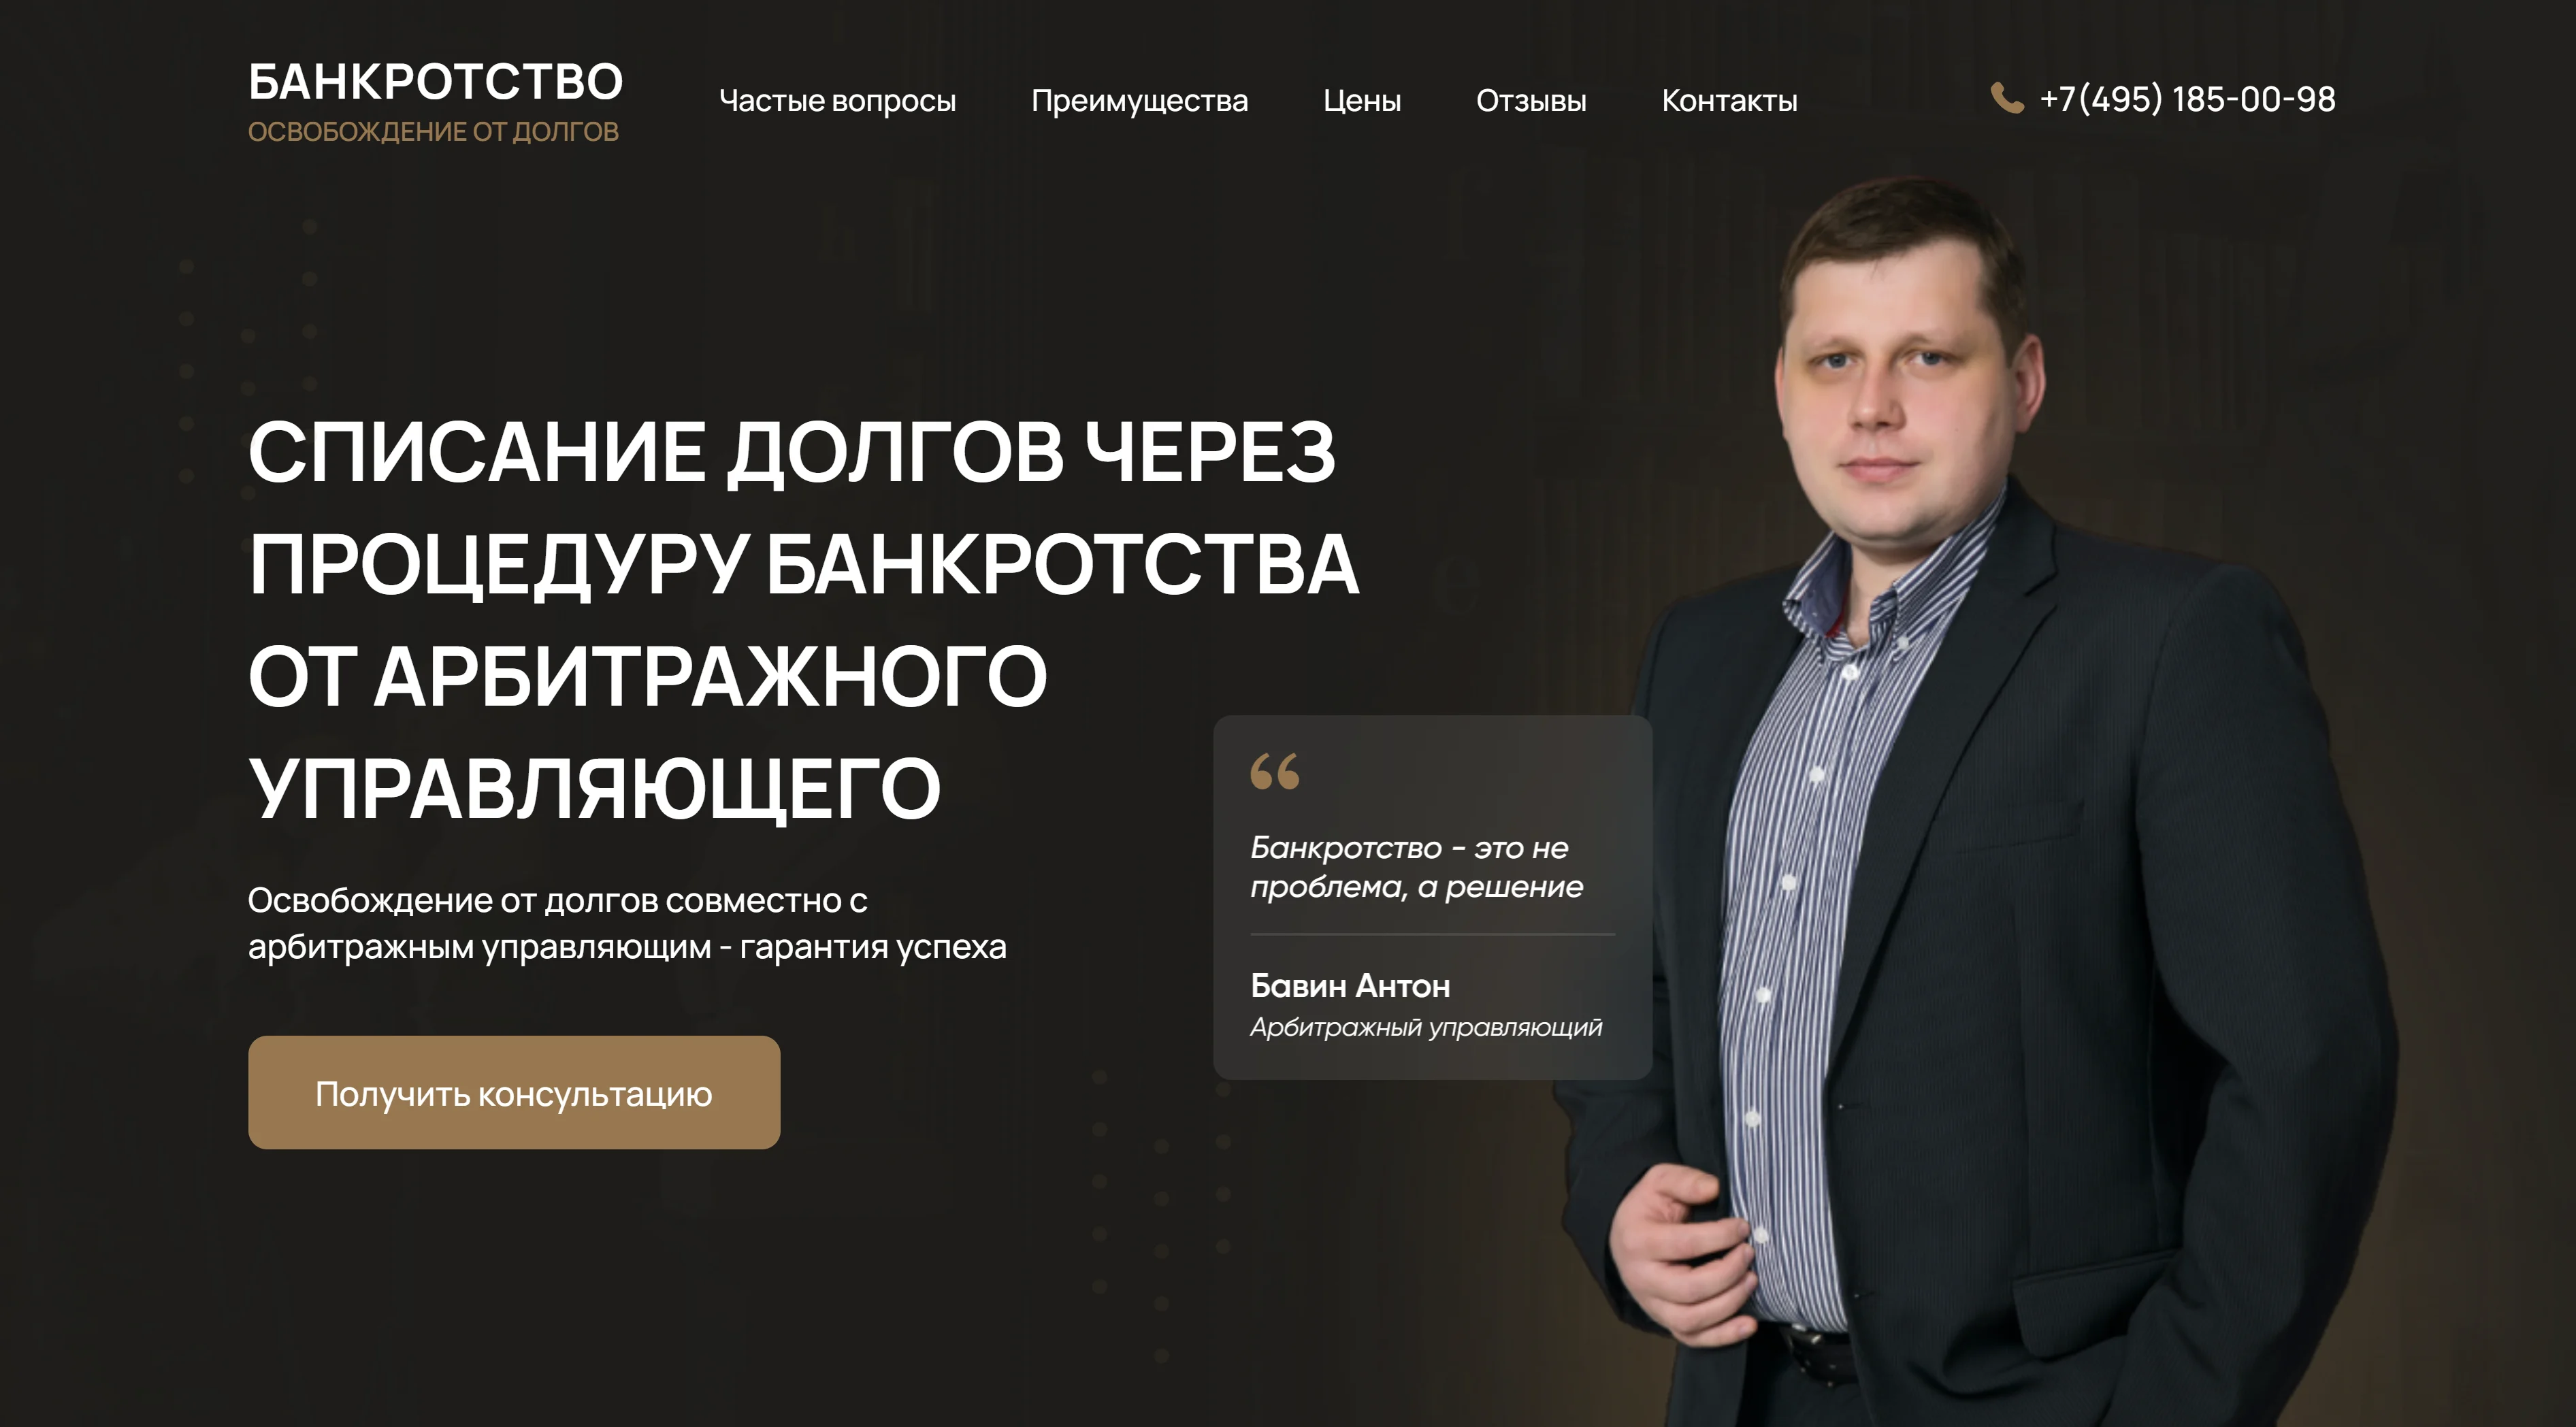 БАНКРОТСТВО
ОСВОБОЖДЕНИЕ ОТ ДОЛГОВ
Частые вопросы
Преимущества
Цены
Отзывы
Контакты
+7(495) 185-00-98
СПИСАНИЕ ДОЛГОВ ЧЕРЕЗ
ПРОЦЕДУРУ БАНКРОТСТВА
ОТ АРБИТРАЖНОГО
УПРАВЛЯЮЩЕГО
Освобождение от долгов совместно с
арбитражным управляющим - гарантия успеха
Получить консультацию
“
Банкротство - это не
проблема, а решение
Бавин Антон
Арбитражный управляющий